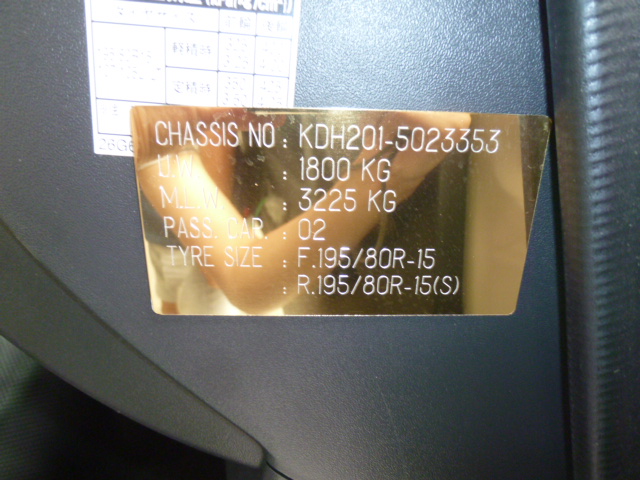 CHASSIS NO : KDH201-5023353
U.W. : 1800 KG
M.L.W. : 3225 KG
PASS. CAR. : 02
TYRE SIZE : F.195/80R-15
: R.195/80R-15(S)